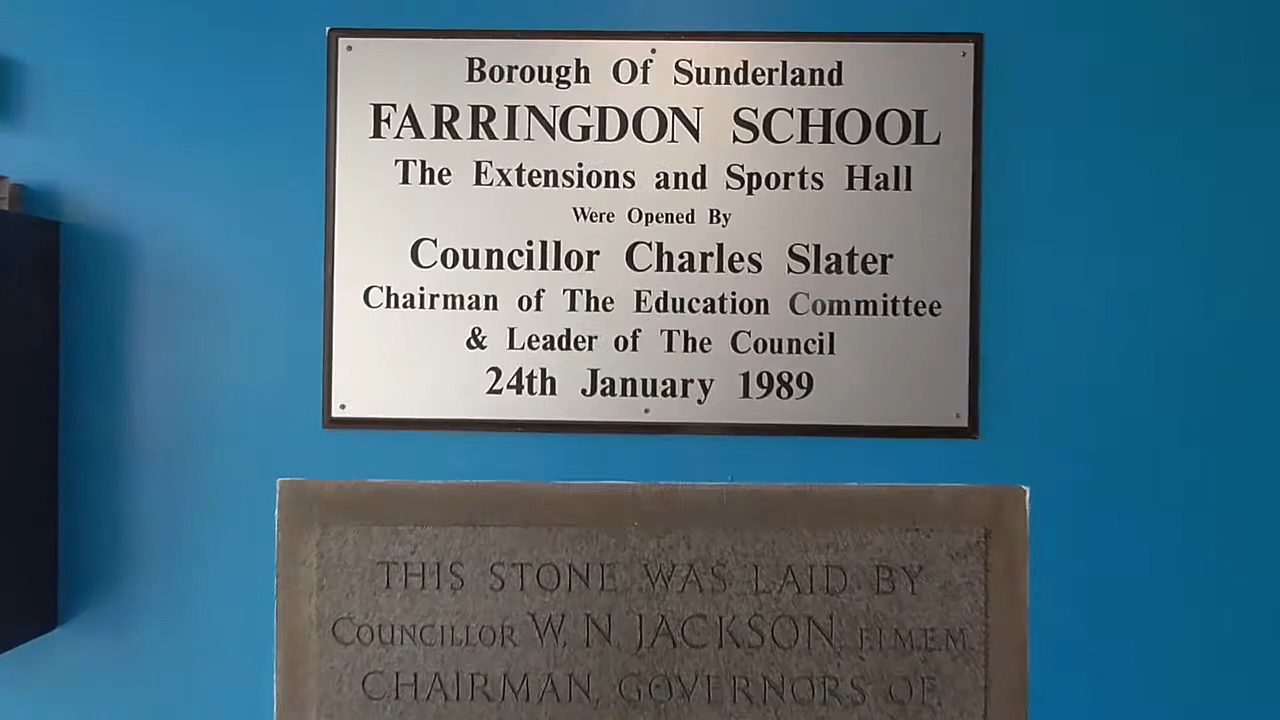 Borough Of Sunderland
FARRINGDON SCHOOL
The Extensions and Sports Hall
Were Opened By
Councillor Charles Slater
Chairman of The Education Committee
& Leader of The Council
24th January 1989
THIS STONE WAS LAID BY
COUNCILLOR W. N. JACKSON, F.I.M.E.M.
CHAIRMAN, GOVERNORS OF